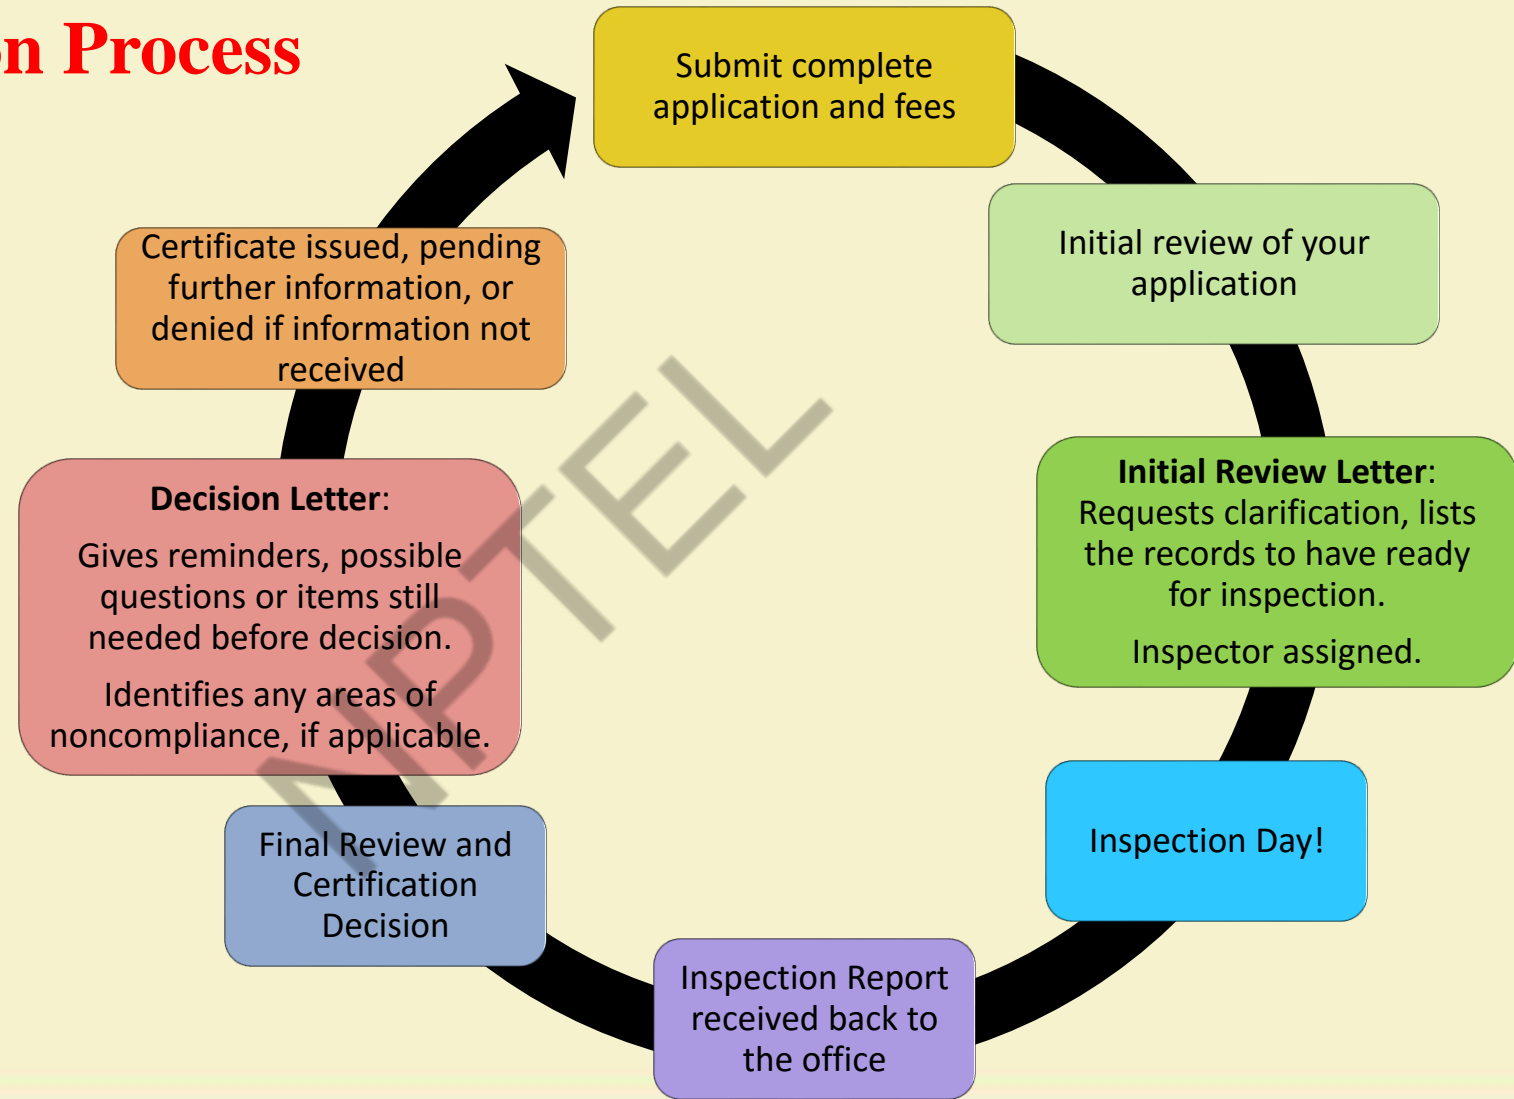 on Process
Submit complete
application and fees
Initial review of your
application
Initial Review Letter:
Requests clarification, lists
the records to have ready
for inspection.
Inspector assigned.
Inspection Day!
Inspection Report
received back to
the office
Final Review and
Certification
Decision
Decision Letter:
Gives reminders, possible
questions or items still
needed before decision.
Identifies any areas of
noncompliance, if applicable.
Certificate issued, pending
further information, or
denied if information not
received
NPTEL